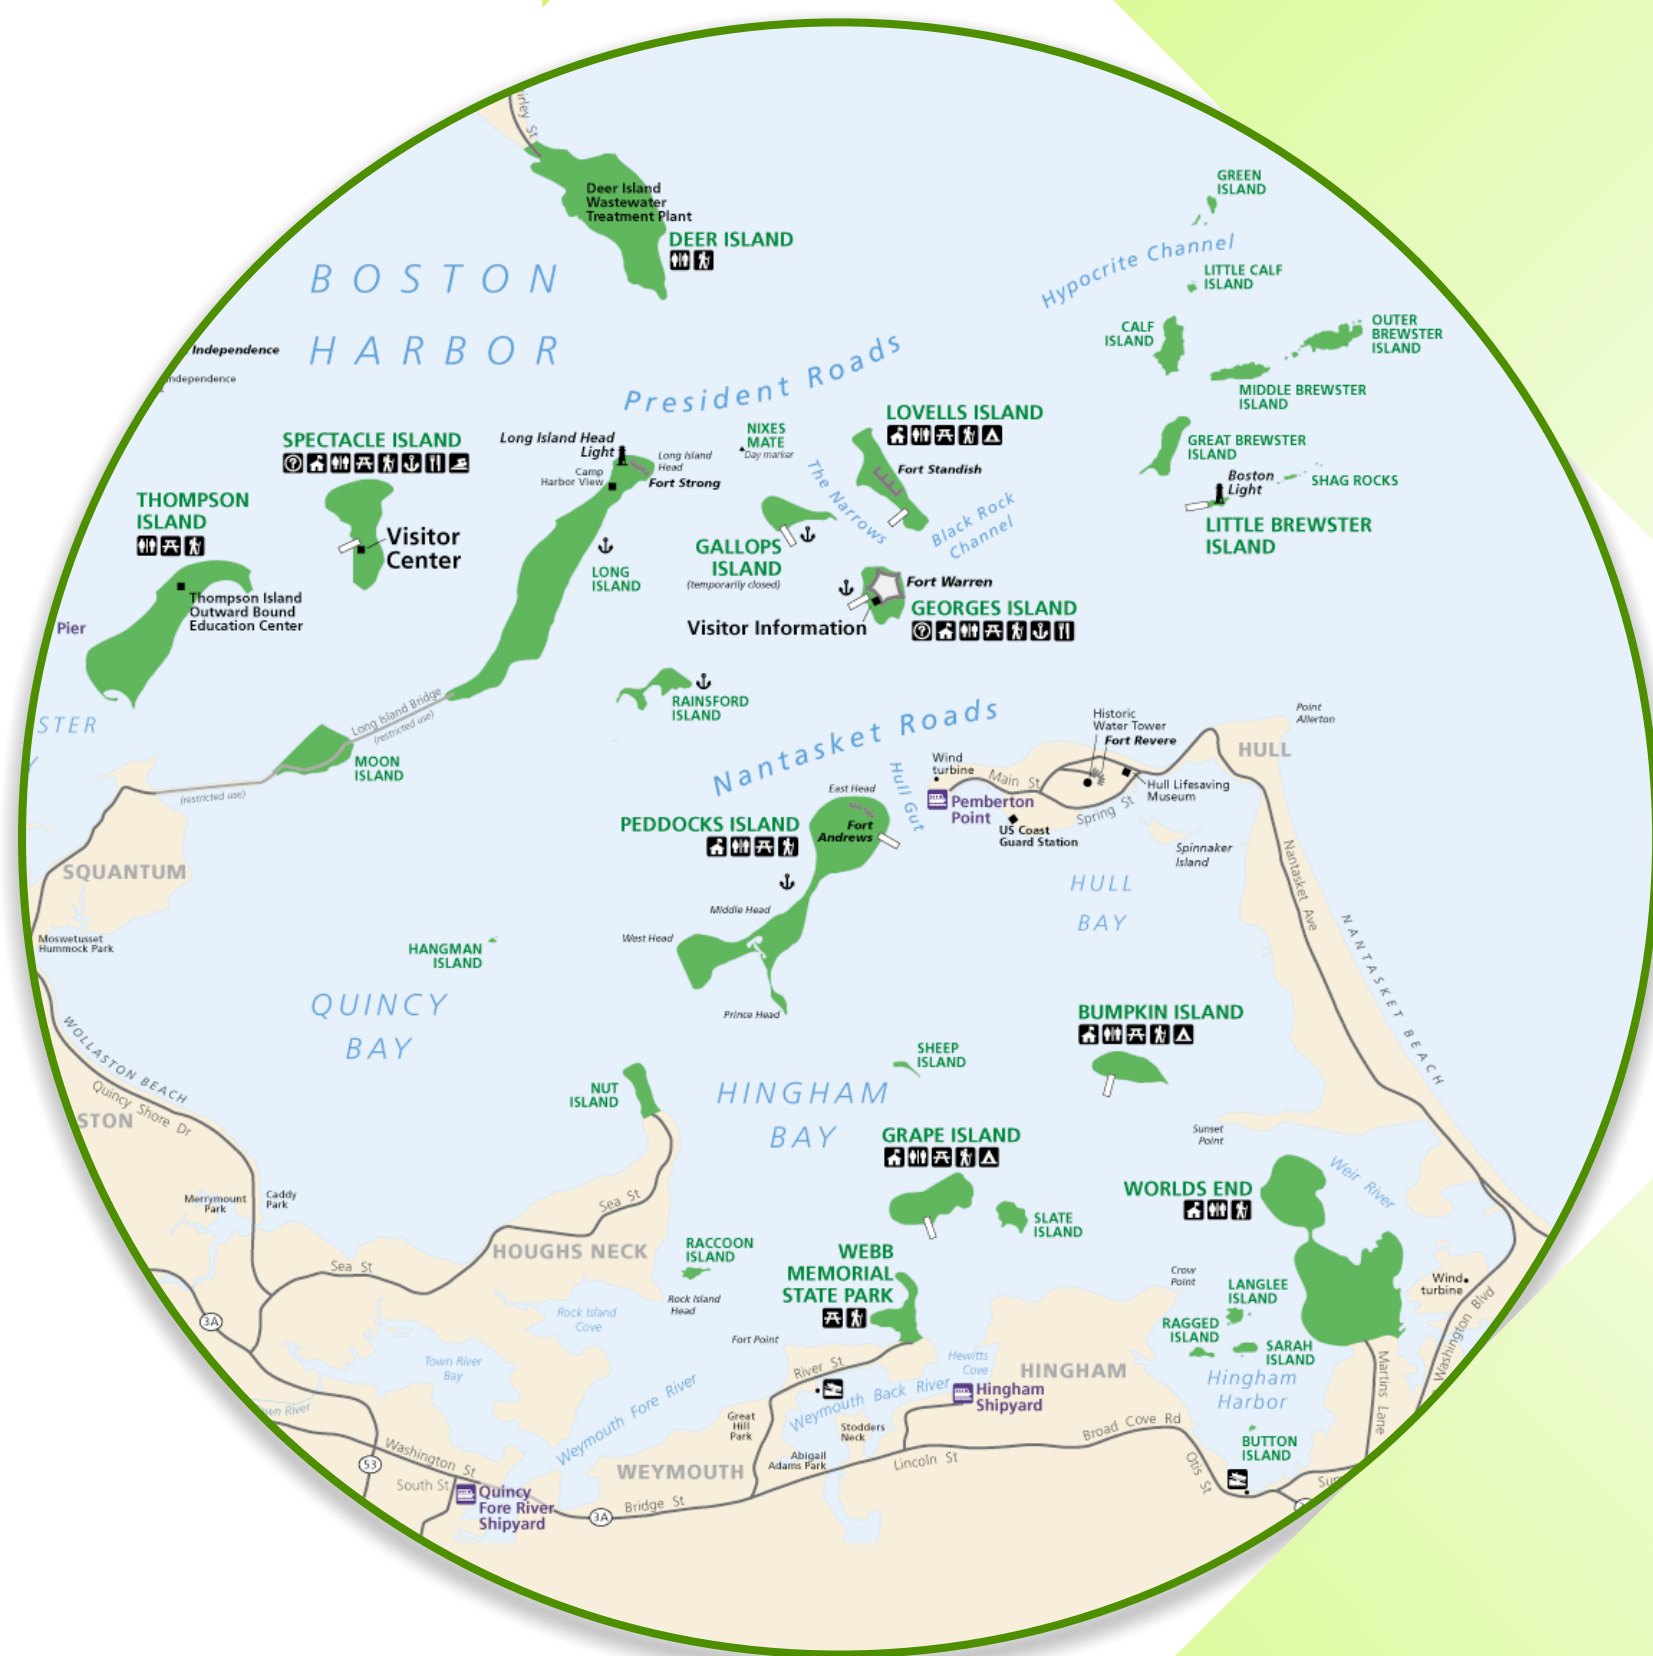 irley St
Deer Island
Wastewater
Treatment Plant
DEER ISLAND
GREEN
ISLAND
BOSTON
HARBOR
Hypocrite Channel
LITTLE CALF
ISLAND
CALF
ISLAND
OUTER
BREWSTER
ISLAND
MIDDLE BREWSTER
ISLAND
Independence
ndependence
President Roads
SPECTACLE ISLAND
Long Island Head
Light
Long Island
Head
Camp
Harbor View
Fort Strong
NIXES
MATE
Day marker
LOVELLS ISLAND
Fort Standish
The Narrows
Black Rock
Channel
GREAT BREWSTER
ISLAND
Boston
Light
SHAG ROCKS
LITTLE BREWSTER
ISLAND
THOMPSON
ISLAND
Visitor
Center
LONG
ISLAND
GALLOPS
ISLAND
(temporarily closed)
Fort Warren
GEORGES ISLAND
Visitor Information
Thompson Island
Outward Bound
Education Center
Pier
RAINSFORD
ISLAND
Long Island Bridge
(restricted use)
STER
MOON
ISLAND
(restricted use)
Nantasket Roads
Historic
Water Tower
Fort Revere
Point
Allerton
HULL
Wind
turbine
Main St
Hull Lifesaving
Museum
Pemberton
Point
Spring St
US Coast
Guard Station
Spinnaker
Island
Hull Gut
East Head
Fort
Andrews
PEDDOCKS ISLAND
SQUANTUM
HULL
BAY
Nantasket Ave
NANTASKET BEACH
Middle Head
West Head
Prince Head
Moswetusset
Hummock Park
HANGMAN
ISLAND
QUINCY
BAY
BUMPKIN ISLAND
WOLLASTON BEACH
Quincy Shore Dr
STON
SHEEP
ISLAND
NUT
ISLAND
HINGHAM
BAY
Sunset
Point
GRAPE ISLAND
Weir River
WORLDS END
Merrymount
Park
Caddy
Park
Sea St
SLATE
ISLAND
HOUGHS NECK
RACCOON
ISLAND
WEBB
MEMORIAL
STATE PARK
Sea St
Crow
Point
LANGLEE
ISLAND
Wind
turbine
Rock Island
Head
Rock Island
Cove
3A
RAGGED
ISLAND
SARAH
ISLAND
Washington Blvd
Fort Point
Town River
Bay
River St
Hewitts
Cove
HINGHAM
Hingham
Harbor
Martins Lane
Hingham
Shipyard
Weymouth Back River
Weymouth Fore River
wn River
Great
Hill
Park
Stodders
Neck
Broad Cove Rd
BUTTON
ISLAND
Abigail
Adams Park
Lincoln St
Otis St
Washington St
53
South St
WEYMOUTH
Quincy
Fore River
Shipyard
3A
Bridge St